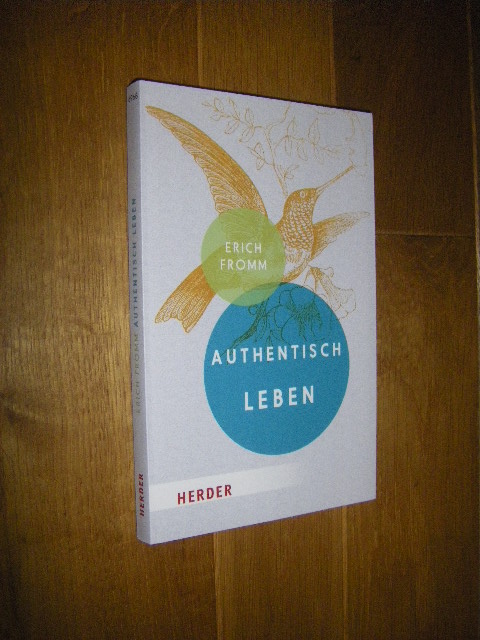 ERICH
FROMM
AUTHENTISCH
LEBEN
HERDER
ERICH FROMM AUTHENTISCH LEBEN
HERDER